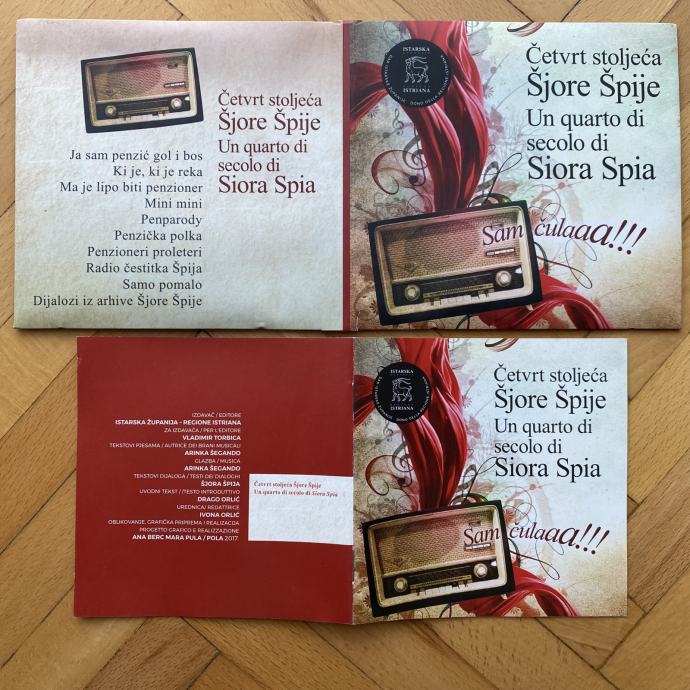 Četvrt stoljeća
Šjore Špije
Un quarto di
secolo di
Siora Spia
Ja sam penzić gol i bos
Ki je, ki je reka
Ma je lipo biti penzioner
Mini mini
Penparody
Penzička polka
Penzioneri proleteri
Radio čestitka Špija
Samo pomalo
Dijalozi iz arhive Šjore Špije
ISTARSKA
ISTRIANA
Četvrt stoljeća
Šjore Špije
Un quarto di
secolo di
Siora Spia
Sam čulaaa!!!
IZDAVAČ / EDITORE
ISTARSKA ŽUPANIJA - REGIONE ISTRIANA
ZA IZDAVAČA / PER L'EDITORE
VLADIMIR TORBICA
TEKSTOVI PJESAMA / AUTRICE DEI BRANI MUSICALI
ARINKA ŠEGANDO
GLAZBA / MUSICA
ARINKA ŠEGANDO
TEKSTOVI DIJALOGA / TESTI DEI DIALOGHI
ŠJORA ŠPIJA
UVODNI TEKST / TESTO INTRODUTTIVO
DRAGO ORLIĆ
UREDNICA/ REDATTRICE
IVONA ORLIĆ
OBLIKOVANJE, GRAFIČKA PRIPREMA I REALIZACIJA
PROGETTO GRAFICO E REALIZZAZIONE
ANA BERC MARA PULA / POLA 2017.
Četvrt stoljeća Šjore Špije
Un quarto di secolo di Siora Spia
ISTARSKA
ISTRIANA
Četvrt stoljeća
Šjore Špije
Un quarto di
secolo di
Siora Spia
Sam čulaaa!!!